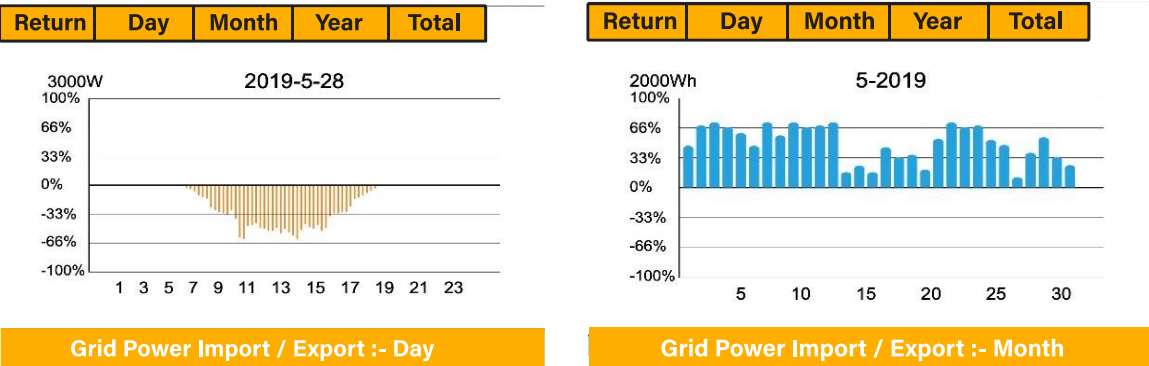 Return Day Month Year Total
3000W 2019-5-28
100%
66%
33%
0%
-33%
-66%
-100%
1 3 5 7 9 11 13 15 17 19 21 23
Grid Power Import / Export :- Day
Return Day Month Year Total
2000Wh 5-2019
100%
66%
33%
0%
-33%
-66%
-100%
5 10 15 20 25 30
Grid Power Import / Export :- Month